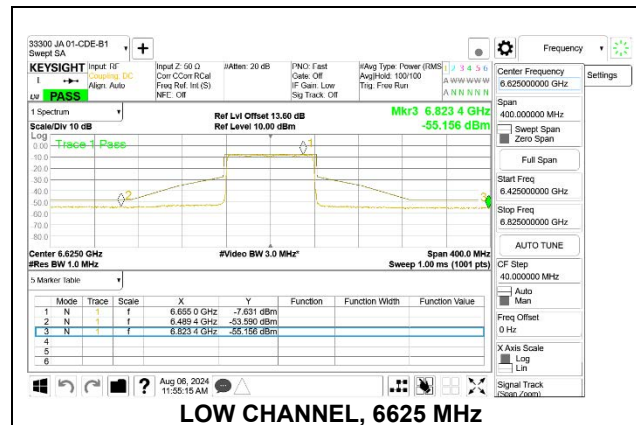 33300 JA 01-CDE-B1
Swept SA
Frequency
KEYSIGHT
Input: RF
Coupling: DC
Align: Auto
Input Z: 50 Ω
Corr CCorr RCal
Freq Ref: Int (S)
NFE: Off
#Atten: 20 dB
PNO: Fast
Gate: Off
IF Gain: Low
Sig Track: Off
#Avg Type: Power (RMS
Avg|Hold: 100/100
Trig: Free Run
1 2 3 4 5 6
A W W W W W
A N N N N N
PASS
1 Spectrum
Scale/Div 10 dB
Ref Lvl Offset 13.60 dB
Ref Level 10.00 dBm
Mkr3 6.823 4 GHz
-55.156 dBm
Log
Trace 1 Pass
0.00
-10.0
-20.0
-30.0
-40.0
-50.0
-60.0
-70.0
-80.0
1
2
3
Center 6.6250 GHz
#Res BW 1.0 MHz
#Video BW 3.0 MHz*
Span 400.0 MHz
Sweep 1.00 ms (1001 pts)
5 Marker Table
Mode Trace Scale X Y Function Function Width Function Value
1 N 1 f 6.655 0 GHz -7.631 dBm
2 N 1 f 6.489 4 GHz -53.590 dBm
3 N 1 f 6.823 4 GHz -55.156 dBm
4
5
6
Aug 06, 2024
11:55:15 AM
Center Frequency
6.625000000 GHz
Settings
Span
400.000000 MHz
Swept Span
Zero Span
Full Span
Start Freq
6.425000000 GHz
Stop Freq
6.825000000 GHz
AUTO TUNE
CF Step
40.000000 MHz
Auto
Man
Freq Offset
0 Hz
X Axis Scale
Log
Lin
Signal Track
(Span Zoom)
LOW CHANNEL, 6625 MHz